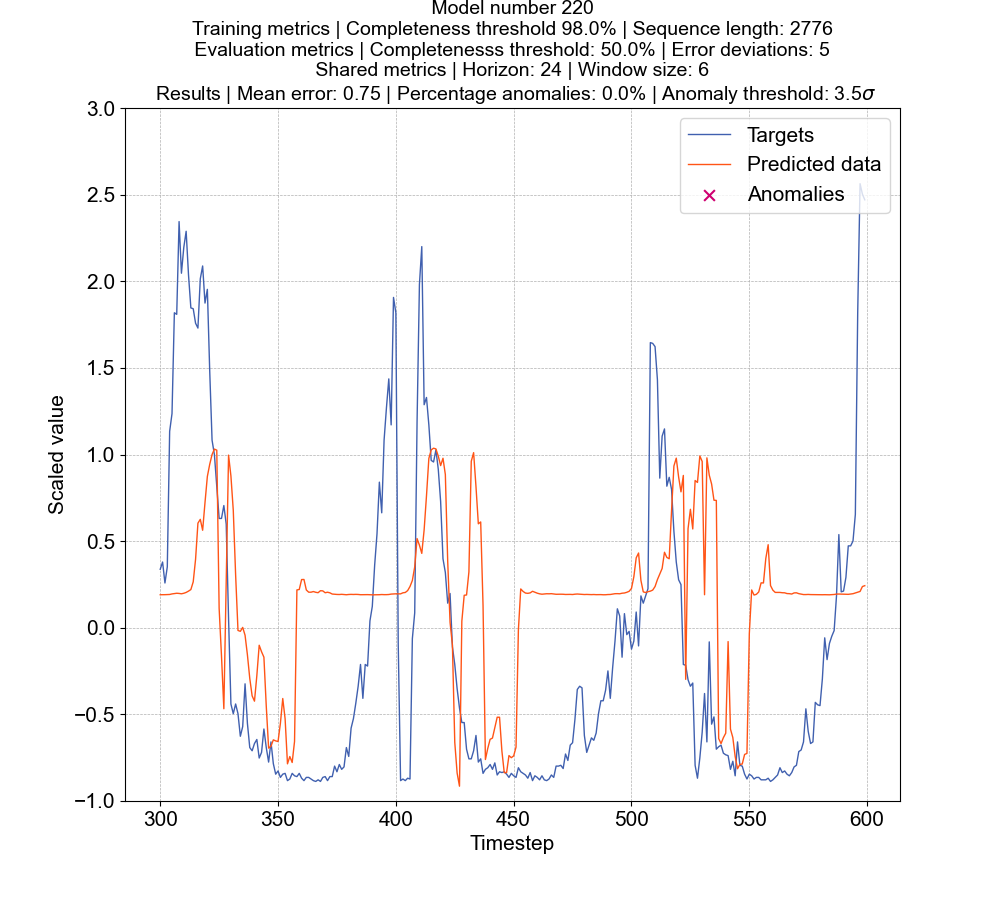 Model number 220
Training metrics | Completeness threshold 98.0% | Sequence length: 2776
Evaluation metrics | Completenesss threshold: 50.0% | Error deviations: 5
Shared metrics | Horizon: 24 | Window size: 6
Results | Mean error: 0.75 | Percentage anomalies: 0.0% | Anomaly threshold: 3.5σ
Targets
Predicted data
Anomalies
3.0
2.5
2.0
1.5
1.0
0.5
0.0
−0.5
−1.0
Scaled value
300
350
400
450
500
550
600
Timestep